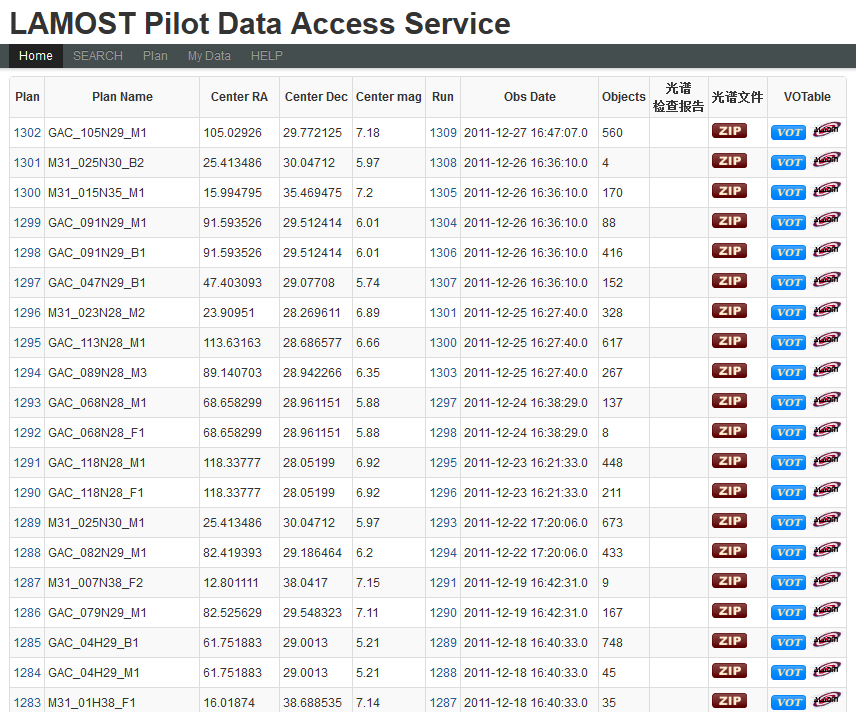 LAMOST Pilot Data Access Service
Home SEARCH Plan My Data HELP
Plan Plan Name Center RA Center Dec Center mag Run Obs Date Objects 光谱 检查报告 光谱文件 VOTable
1302 GAC_105N29_M1 105.02926 29.772125 7.18 1309 2011-12-27 16:47:07.0 560 ZIP VOT
1301 M31_025N30_B2 25.413486 30.04712 5.97 1308 2011-12-26 16:36:10.0 4 ZIP VOT
1300 M31_015N35_M1 15.994795 35.469475 7.2 1305 2011-12-26 16:36:10.0 170 ZIP VOT
1299 GAC_091N29_M1 91.593526 29.512414 6.01 1304 2011-12-26 16:36:10.0 88 ZIP VOT
1298 GAC_091N29_B1 91.593526 29.512414 6.01 1306 2011-12-26 16:36:10.0 416 ZIP VOT
1297 GAC_047N29_B1 47.403093 29.07708 5.74 1307 2011-12-26 16:36:10.0 152 ZIP VOT
1296 M31_023N28_M2 23.90951 28.269611 6.89 1301 2011-12-25 16:27:40.0 328 ZIP VOT
1295 GAC_113N28_M1 113.63163 28.686577 6.66 1300 2011-12-25 16:27:40.0 617 ZIP VOT
1294 GAC_089N28_M3 89.140703 28.942266 6.35 1303 2011-12-25 16:27:40.0 267 ZIP VOT
1293 GAC_068N28_M1 68.658299 28.961151 5.88 1297 2011-12-24 16:38:29.0 137 ZIP VOT
1292 GAC_068N28_F1 68.658299 28.961151 5.88 1298 2011-12-24 16:38:29.0 8 ZIP VOT
1291 GAC_118N28_M1 118.33777 28.05199 6.92 1295 2011-12-23 16:21:33.0 448 ZIP VOT
1290 GAC_118N28_F1 118.33777 28.05199 6.92 1296 2011-12-23 16:21:33.0 211 ZIP VOT
1289 M31_025N30_M1 25.413486 30.04712 5.97 1293 2011-12-22 17:20:06.0 673 ZIP VOT
1288 GAC_082N29_M1 82.419393 29.186464 6.2 1294 2011-12-22 17:20:06.0 433 ZIP VOT
1287 M31_007N38_F2 12.801111 38.0417 7.15 1291 2011-12-19 16:42:31.0 9 ZIP VOT
1286 GAC_079N29_M1 82.525629 29.548323 7.11 1290 2011-12-19 16:42:31.0 167 ZIP VOT
1285 GAC_04H29_B1 61.751883 29.0013 5.21 1289 2011-12-18 16:40:33.0 748 ZIP VOT
1284 GAC_04H29_M1 61.751883 29.0013 5.21 1288 2011-12-18 16:40:33.0 45 ZIP VOT
1283 M31_01H38_F1 16.01874 38.688535 7.14 1287 2011-12-18 16:40:33.0 35 ZIP VOT